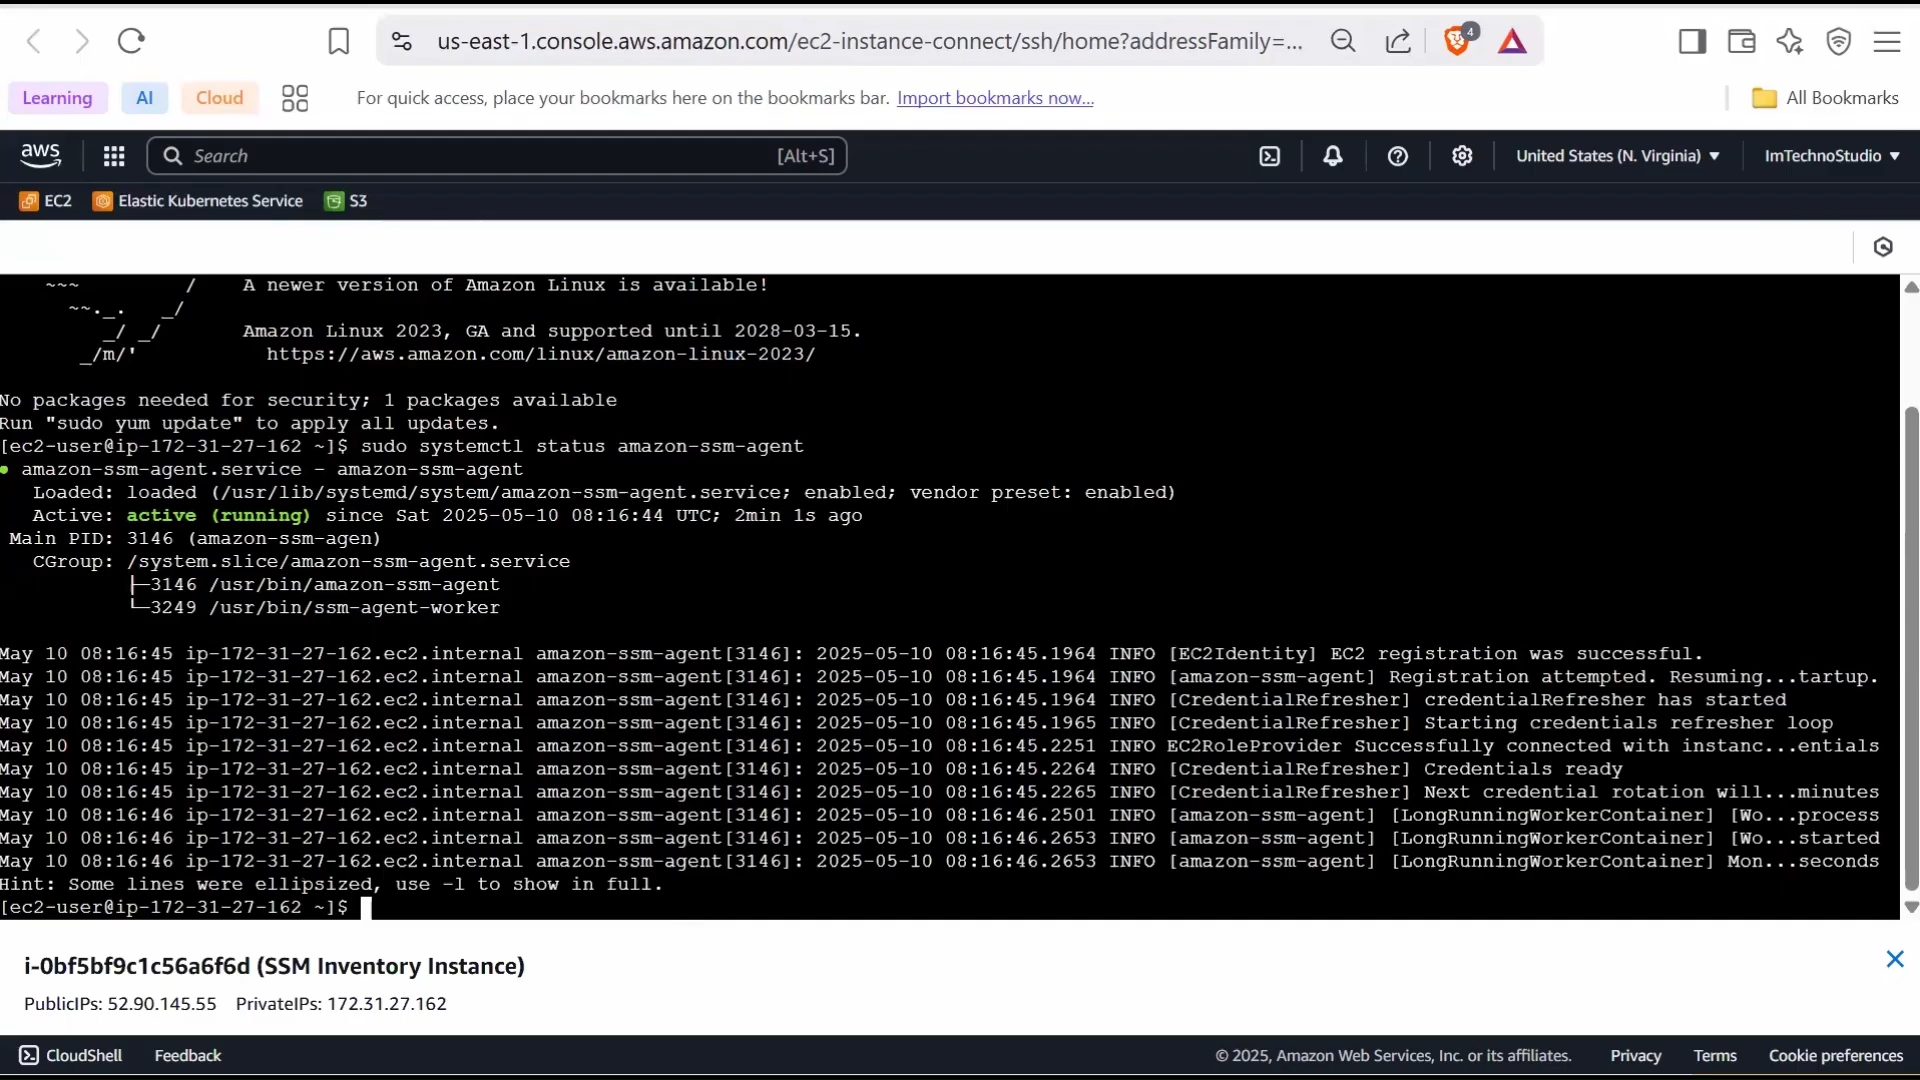 us-east-1.console.aws.amazon.com/ec2-instance-connect/ssh/home?addressFamily=...
4
Learning
AI
Cloud
For quick access, place your bookmarks here on the bookmarks bar. Import bookmarks now...
All Bookmarks
aws
Search
[Alt+S]
United States (N. Virginia)
ImTechnoStudio
EC2
Elastic Kubernetes Service
S3
~~~         /    A newer version of Amazon Linux is available!
~~._.   _/
_/ _/         Amazon Linux 2023, GA and supported until 2028-03-15.
_/m/'           https://aws.amazon.com/linux/amazon-linux-2023/
No packages needed for security; 1 packages available
Run "sudo yum update" to apply all updates.
[ec2-user@ip-172-31-27-162 ~]$ sudo systemctl status amazon-ssm-agent
● amazon-ssm-agent.service - amazon-ssm-agent
Loaded: loaded (/usr/lib/systemd/system/amazon-ssm-agent.service; enabled; vendor preset: enabled)
Active: active (running) since Sat 2025-05-10 08:16:44 UTC; 2min 1s ago
Main PID: 3146 (amazon-ssm-agen)
CGroup: /system.slice/amazon-ssm-agent.service
├─3146 /usr/bin/amazon-ssm-agent
└─3249 /usr/bin/ssm-agent-worker
May 10 08:16:45 ip-172-31-27-162.ec2.internal amazon-ssm-agent[3146]: 2025-05-10 08:16:45.1964 INFO [EC2Identity] EC2 registration was successful.
May 10 08:16:45 ip-172-31-27-162.ec2.internal amazon-ssm-agent[3146]: 2025-05-10 08:16:45.1964 INFO [amazon-ssm-agent] Registration attempted. Resuming...tartup.
May 10 08:16:45 ip-172-31-27-162.ec2.internal amazon-ssm-agent[3146]: 2025-05-10 08:16:45.1964 INFO [CredentialRefresher] credentialRefresher has started
May 10 08:16:45 ip-172-31-27-162.ec2.internal amazon-ssm-agent[3146]: 2025-05-10 08:16:45.1965 INFO [CredentialRefresher] Starting credentials refresher loop
May 10 08:16:45 ip-172-31-27-162.ec2.internal amazon-ssm-agent[3146]: 2025-05-10 08:16:45.2251 INFO EC2RoleProvider Successfully connected with instanc...entials
May 10 08:16:45 ip-172-31-27-162.ec2.internal amazon-ssm-agent[3146]: 2025-05-10 08:16:45.2264 INFO [CredentialRefresher] Credentials ready
May 10 08:16:45 ip-172-31-27-162.ec2.internal amazon-ssm-agent[3146]: 2025-05-10 08:16:45.2265 INFO [CredentialRefresher] Next credential rotation will...minutes
May 10 08:16:46 ip-172-31-27-162.ec2.internal amazon-ssm-agent[3146]: 2025-05-10 08:16:46.2501 INFO [amazon-ssm-agent] [LongRunningWorkerContainer] [Wo...process
May 10 08:16:46 ip-172-31-27-162.ec2.internal amazon-ssm-agent[3146]: 2025-05-10 08:16:46.2653 INFO [amazon-ssm-agent] [LongRunningWorkerContainer] [Wo...started
May 10 08:16:46 ip-172-31-27-162.ec2.internal amazon-ssm-agent[3146]: 2025-05-10 08:16:46.2653 INFO [amazon-ssm-agent] [LongRunningWorkerContainer] Mon...seconds
Hint: Some lines were ellipsized, use -l to show in full.
[ec2-user@ip-172-31-27-162 ~]$
i-0bf5bf9c1c56a6f6d (SSM Inventory Instance)
PublicIPs: 52.90.145.55    PrivateIPs: 172.31.27.162
CloudShell
Feedback
© 2025, Amazon Web Services, Inc. or its affiliates.
Privacy
Terms
Cookie preferences